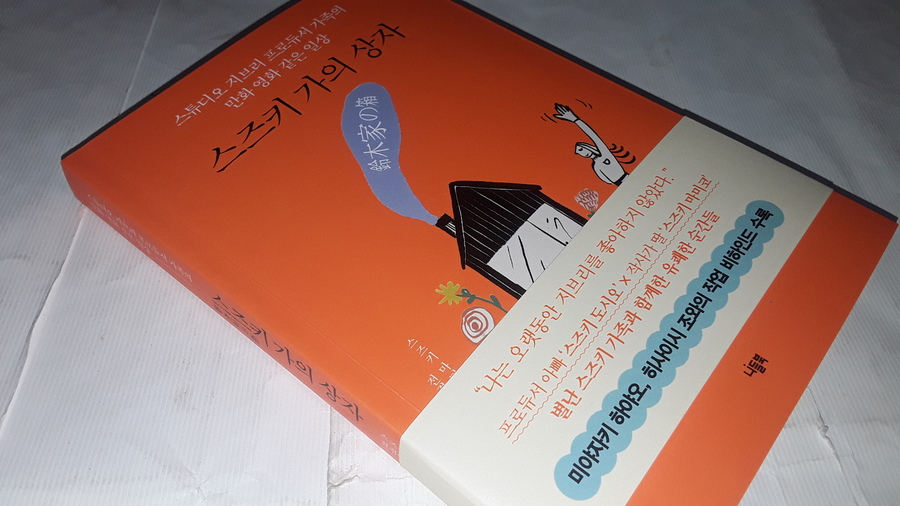 스튜디오 지브리 프로듀서 가족의
만화 영화 같은 일상
스즈키 가의 상자
鈴木家の箱
스즈키 마
"나는 오랫동안 지브리를 좋아하지 않았다."
프로듀서 아빠 '스즈키 도시오' × 작사가 딸 '스즈키 마미코'
별난 스즈키 가족과 함께한 유쾌한 순간들
미야자키 하야오, 히사이시 조와의 작업 비하인드 수록
니들북
스즈키 가의 상자